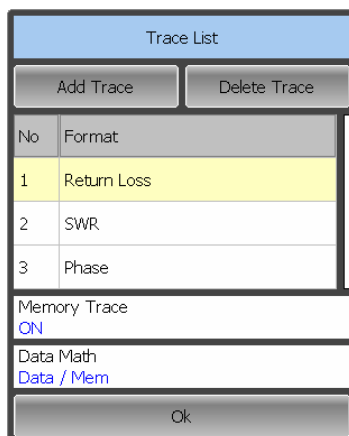 Trace List
Add Trace Delete Trace
No Format
1 Return Loss
2 SWR
3 Phase
Memory Trace
ON
Data Math
Data / Mem
Ok